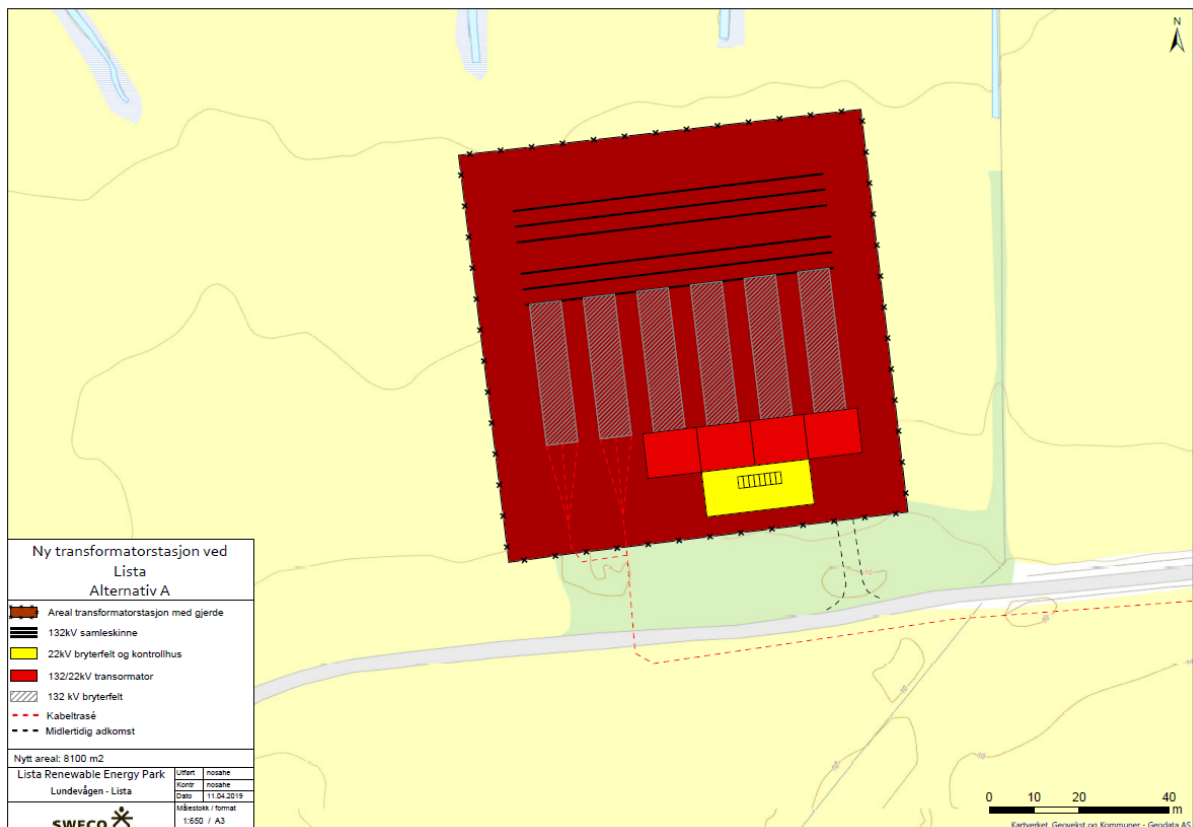 N
Ny transformatorstasjon ved
Lista
Alternativ A
Areal transformatorstasjon med gjerde
132kV samleskinne
22kV bryterfelt og kontrollhus
132/22kV transormator
132 kV bryterfelt
Kabeltrasé
Midlertidig adkomst
Nytt areal: 8100 m2
Lista Renewable Energy Park
Lundevågen - Lista
Utført nosahe
Kontr nosahe
Dato 11.04.2019
Målestokk / format
1:650 / A3
SWECO
0 10 20 40
m
Kartverket, Geovekst og Kommuner - Geodata AS